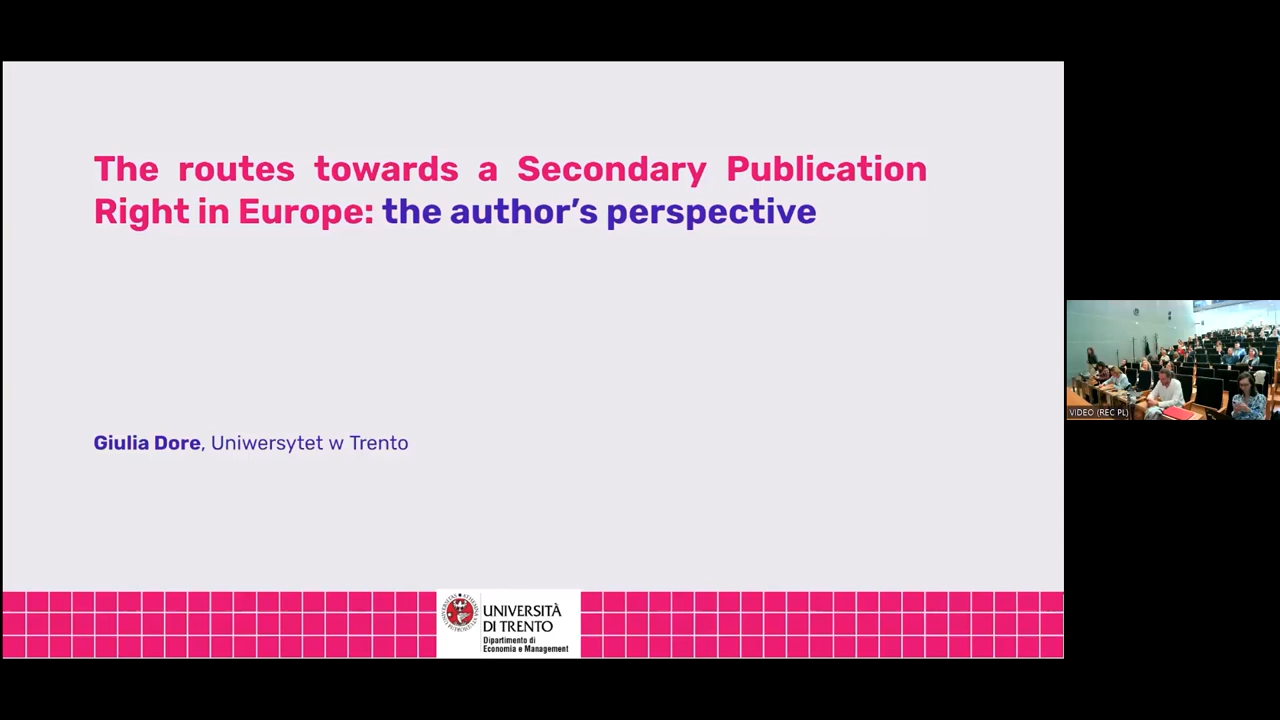 The routes towards a Secondary Publication
Right in Europe: the author's perspective
Giulia Dore, Uniwersytet w Trento
UNIVERSITÀ
DI TRENTO
Dipartimento di
Economia e Management
VIDEO (REC PL)